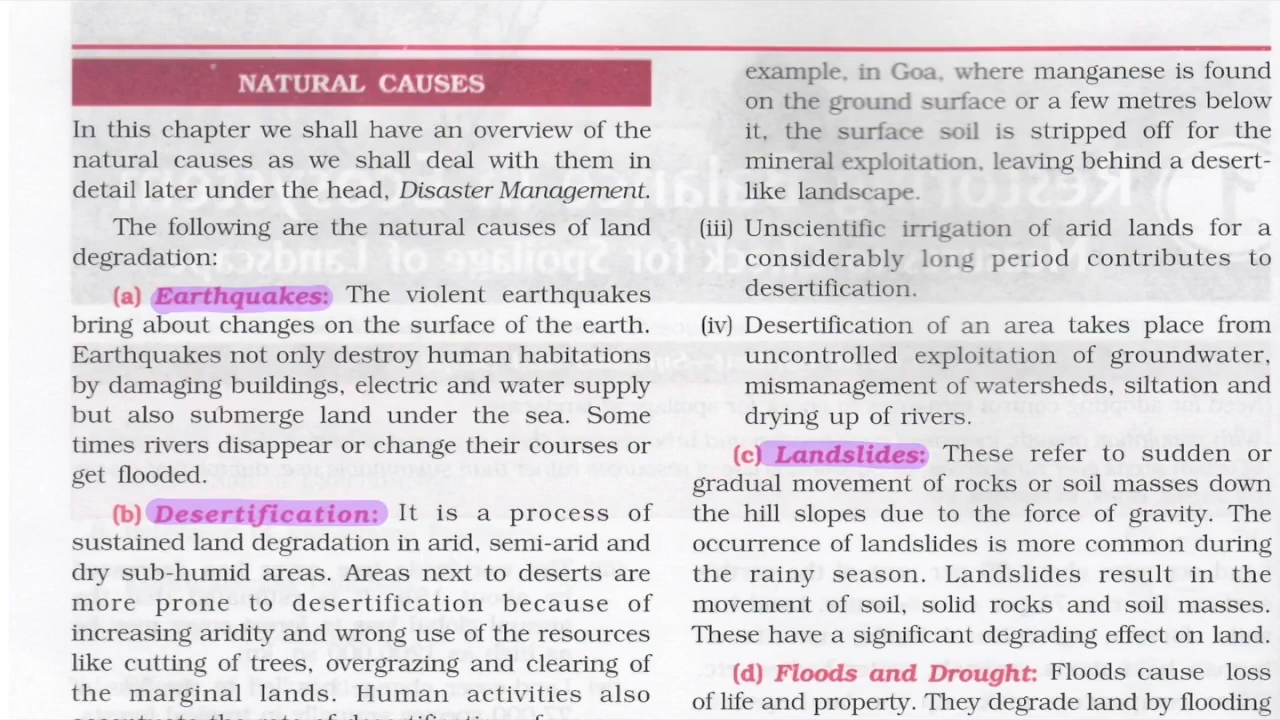 NATURAL CAUSES
In this chapter we shall have an overview of the
natural causes as we shall deal with them in
detail later under the head, Disaster Management.
The following are the natural causes of land
degradation:
(a) Earthquakes: The violent earthquakes
bring about changes on the surface of the earth.
Earthquakes not only destroy human habitations
by damaging buildings, electric and water supply
but also submerge land under the sea. Some
times rivers disappear or change their courses or
get flooded.
(b) Desertification: It is a process of
sustained land degradation in arid, semi-arid and
dry sub-humid areas. Areas next to deserts are
more prone to desertification because of
increasing aridity and wrong use of the resources
like cutting of trees, overgrazing and clearing of
the marginal lands. Human activities also
example, in Goa, where manganese is found
on the ground surface or a few metres below
it, the surface soil is stripped off for the
mineral exploitation, leaving behind a desert-
like landscape.
(iii) Unscientific irrigation of arid lands for a
considerably long period contributes to
desertification.
(iv) Desertification of an area takes place from
uncontrolled exploitation of groundwater,
mismanagement of watersheds, siltation and
drying up of rivers.
(c) Landslides: These refer to sudden or
gradual movement of rocks or soil masses down
the hill slopes due to the force of gravity. The
occurrence of landslides is more common during
the rainy season. Landslides result in the
movement of soil, solid rocks and soil masses.
These have a significant degrading effect on land.
(d) Floods and Drought: Floods cause loss
of life and property. They degrade land by flooding